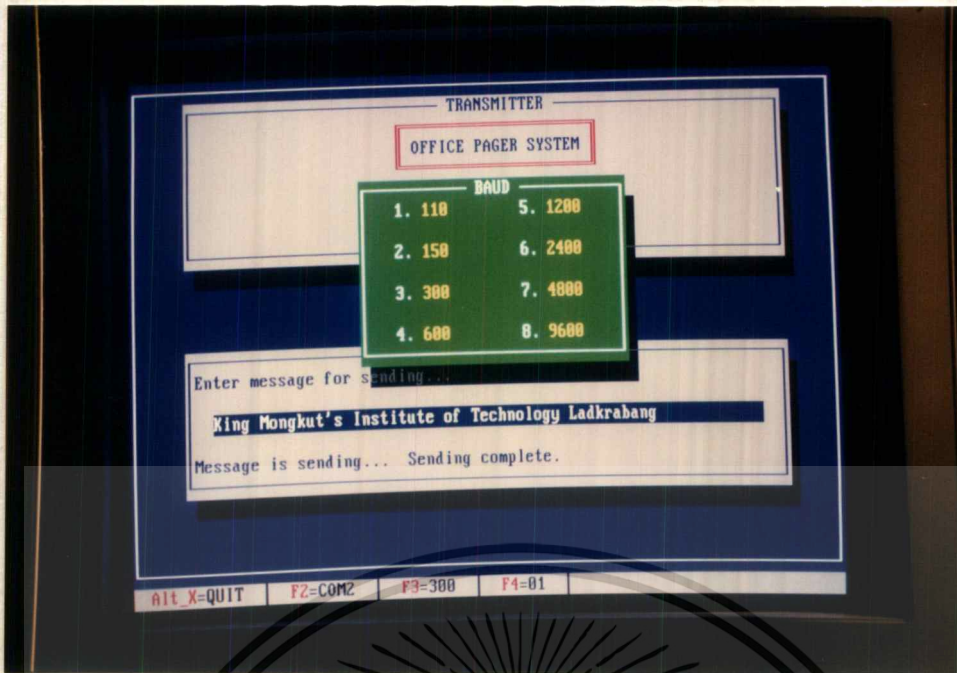 TRANSMITTER
OFFICE PAGER SYSTEM
BAUD
1. 110 5. 1200
2. 150 6. 2400
3. 300 7. 4800
4. 600 8. 9600
Enter message for sending...
King Mongkut's Institute of Technology Ladkrabang
Message is sending... Sending complete.
Alt_X=QUIT F2=COM2 F3=300 F4=01